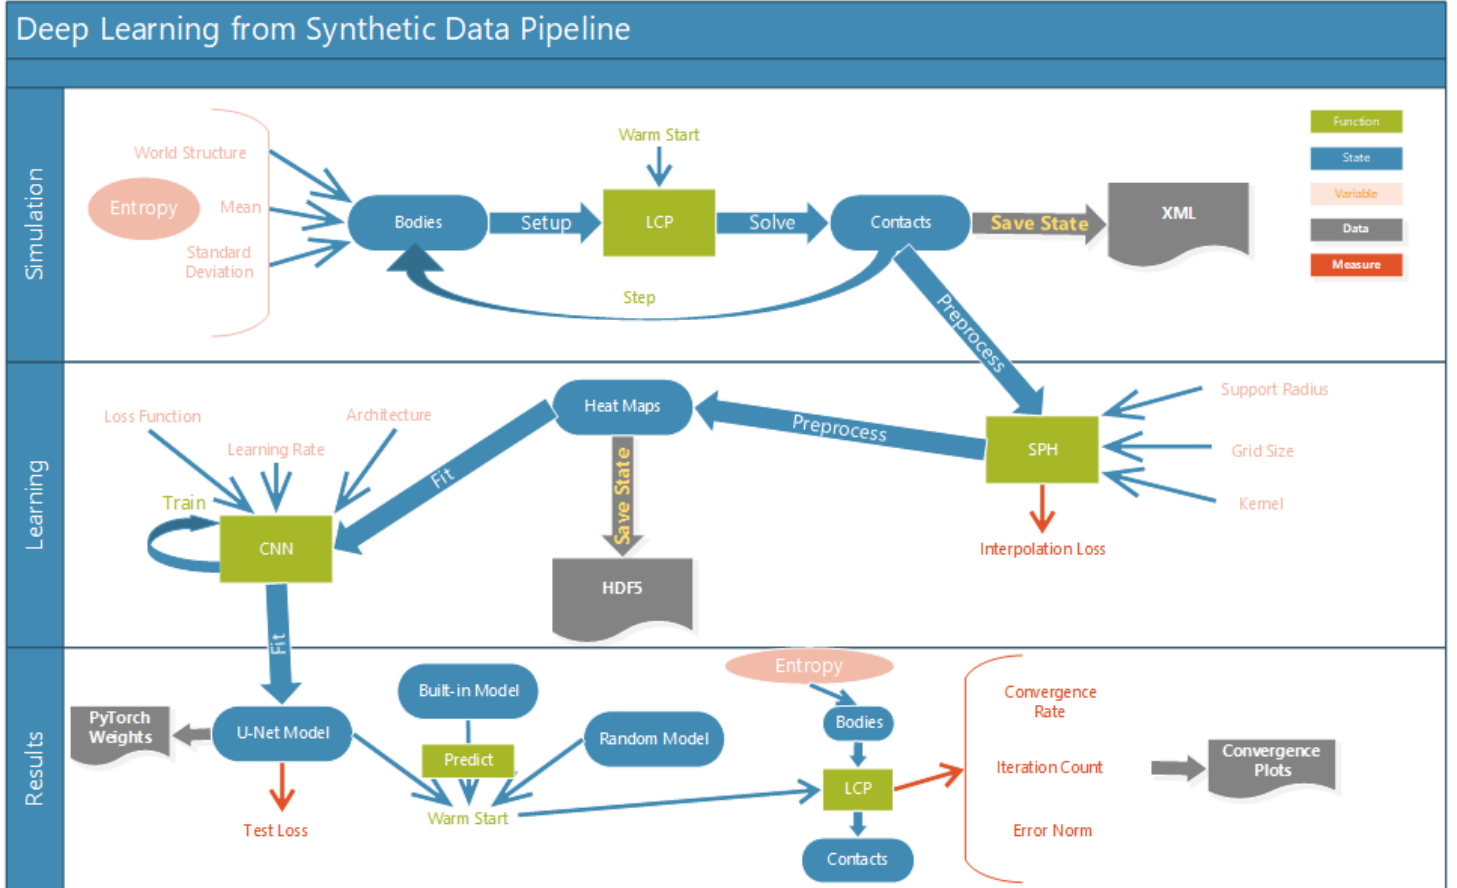 Deep Learning from Synthetic Data Pipeline
Simulation
World Structure
Entropy
Mean
Standard
Deviation
Bodies
Setup
Warm Start
LCP
Solve
Contacts
Save State
XML
Step
Preprocess
Function
State
Variable
Data
Measure
Learning
Loss Function
Learning Rate
Architecture
Train
CNN
Fit
Heat Maps
Save State
HDF5
Preprocess
SPH
Support Radius
Grid Size
Kernel
Interpolation Loss
Fit
Results
PyTorch
Weights
U-Net Model
Test Loss
Built-in Model
Predict
Random Model
Warm Start
Entropy
Bodies
LCP
Contacts
Convergence
Rate
Iteration Count
Error Norm
Convergence
Plots